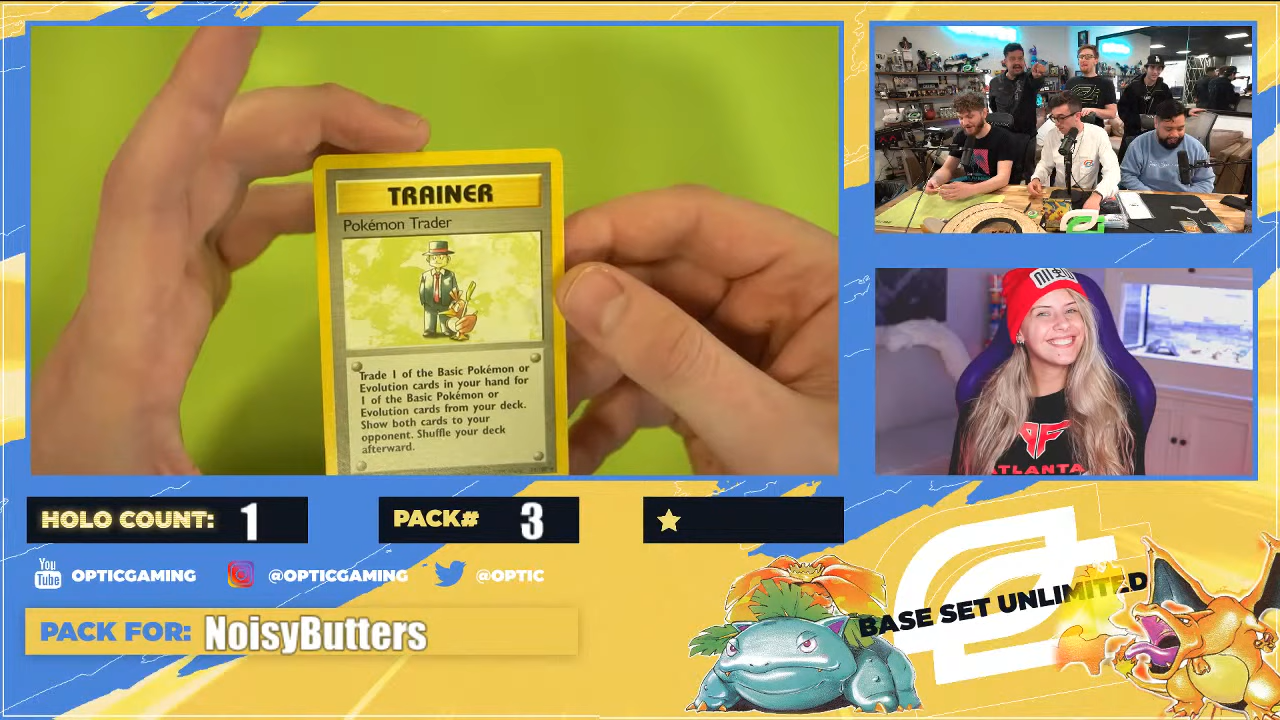 TRAINER
Pokémon Trader
Trade 1 of the Basic Pokémon or
Evolution cards in your hand for
1 of the Basic Pokémon or
Evolution cards from your deck.
Show both cards to your
opponent. Shuffle your deck
afterward.
ATLANTA
HOLO COUNT: 1
PACK# 3
You
Tube
OPTICGAMING
@OPTICGAMING
@OPTIC
PACK FOR: NoisyButters
BASE SET UNLIMITED